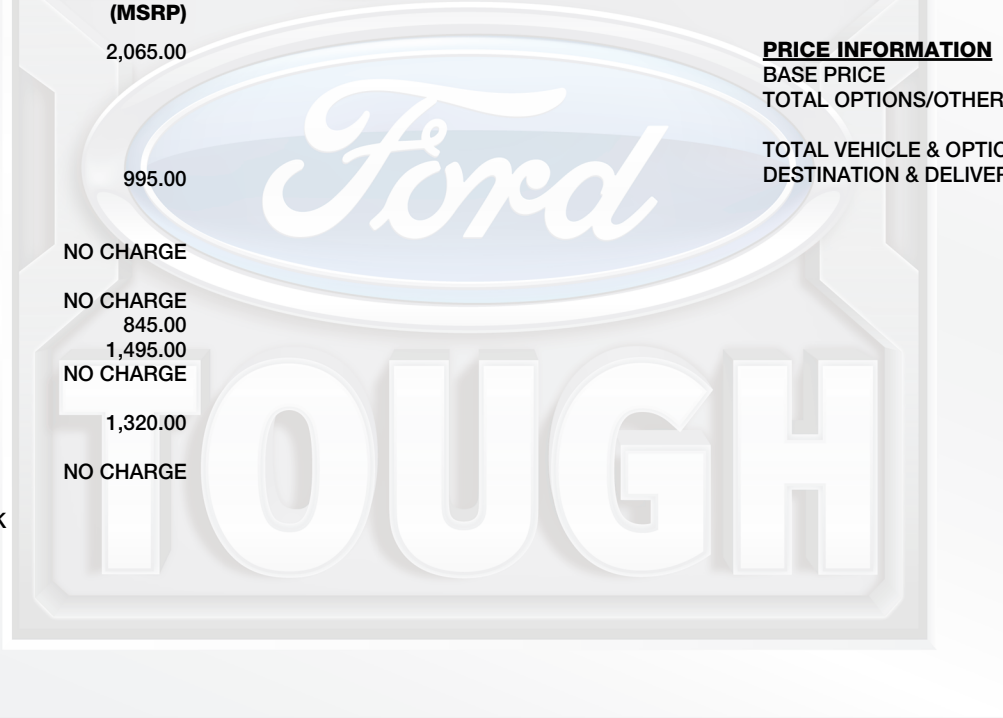 (MSRP)
2,065.00
995.00
NO CHARGE
NO CHARGE
845.00
1,495.00
NO CHARGE
1,320.00
NO CHARGE
K
PRICE INFORMATION
BASE PRICE
TOTAL OPTIONS/OTHER
TOTAL VEHICLE & OPTIO
DESTINATION & DELIVER
Ford
TOUGH